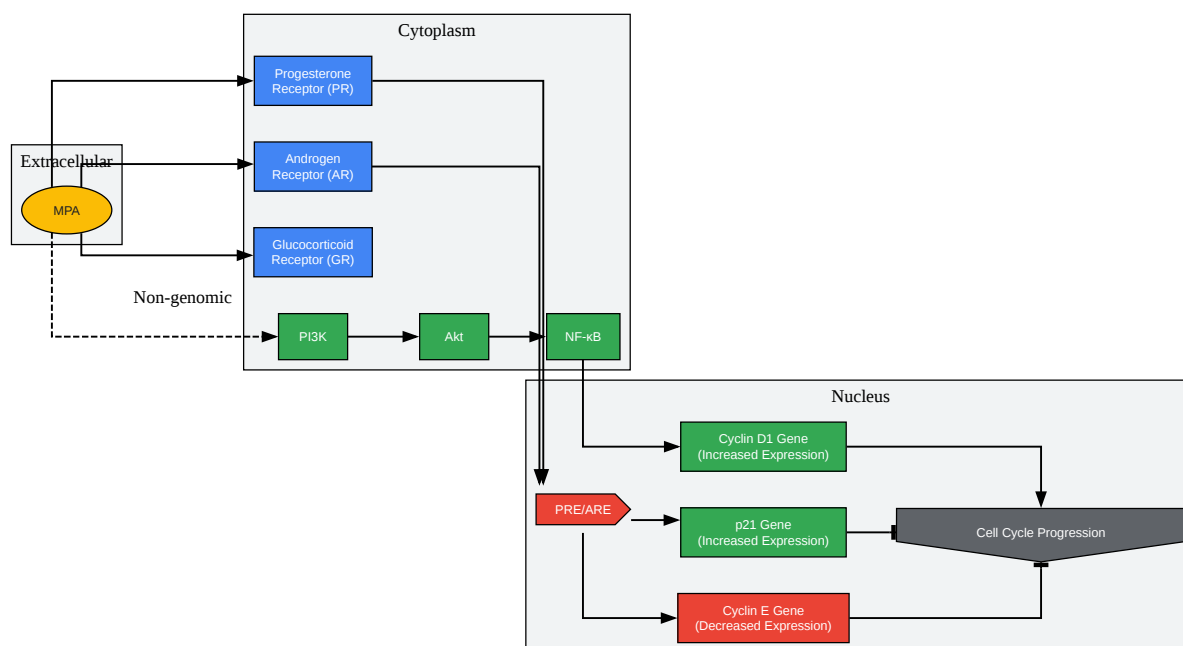 Cytoplasm
Progesterone
Receptor (PR)
Androgen
Receptor (AR)
Extracellular
MPA
Glucocorticoid
Receptor (GR)
Non-genomic
PI3K
Akt
NF-κB
Nucleus
Cyclin D1 Gene
(Increased Expression)
PRE/ARE
p21 Gene
(Increased Expression)
Cell Cycle Progression
Cyclin E Gene
(Decreased Expression)